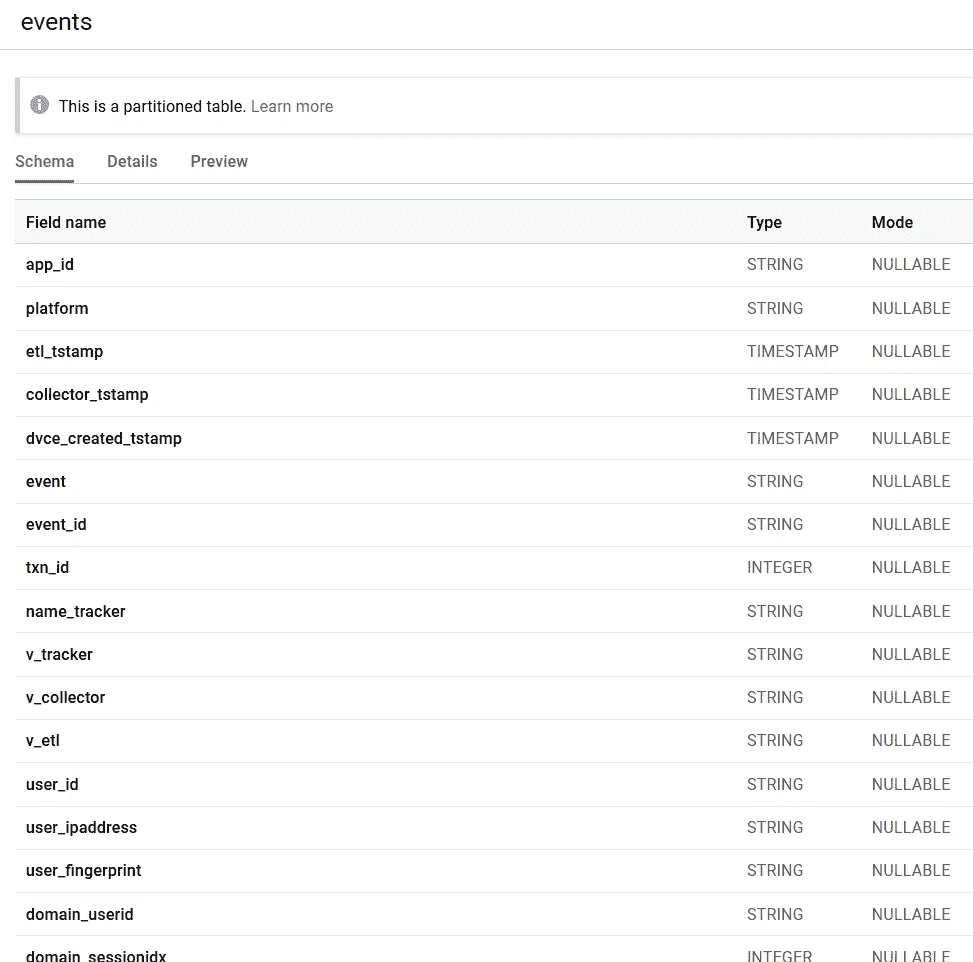 events
This is a partitioned table. Learn more
Schema Details Preview
Field name Type Mode
app_id STRING NULLABLE
platform STRING NULLABLE
etl_tstamp TIMESTAMP NULLABLE
collector_tstamp TIMESTAMP NULLABLE
dvce_created_tstamp TIMESTAMP NULLABLE
event STRING NULLABLE
event_id STRING NULLABLE
txn_id INTEGER NULLABLE
name_tracker STRING NULLABLE
v_tracker STRING NULLABLE
v_collector STRING NULLABLE
v_etl STRING NULLABLE
user_id STRING NULLABLE
user_ipaddress STRING NULLABLE
user_fingerprint STRING NULLABLE
domain_userid STRING NULLABLE
domain_sessionidx INTEGER NULLABLE